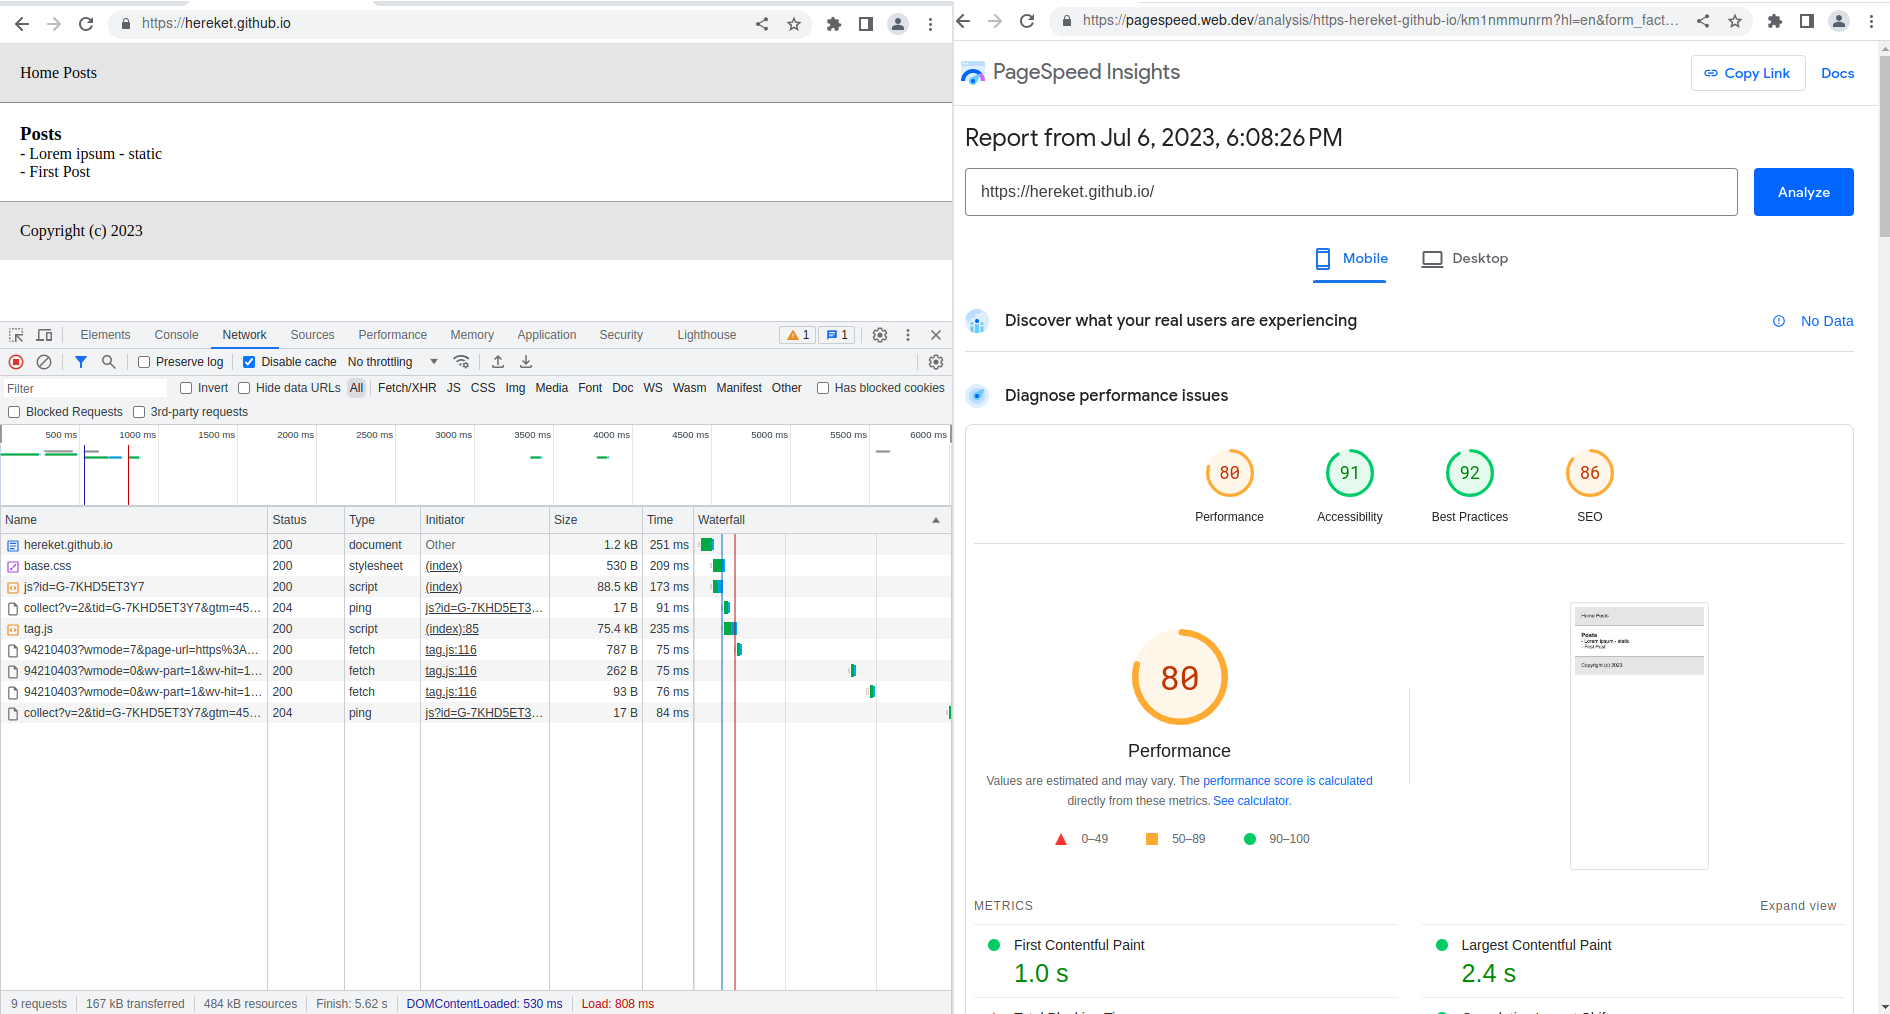 https://hereket.github.io
Home Posts
Posts
- Lorem ipsum - static
- First Post
Copyright (c) 2023
Elements Console Network Sources Performance Memory Application Security Lighthouse 1 1
Preserve log Disable cache No throttling
Filter Invert Hide data URLs All Fetch/XHR JS CSS Img Media Font Doc WS Wasm Manifest Other Has blocked cookies
Blocked Requests 3rd-party requests
500 ms 1000 ms 1500 ms 2000 ms 2500 ms 3000 ms 3500 ms 4000 ms 4500 ms 5000 ms 5500 ms 6000 ms
Name Status Type Initiator Size Time Waterfall
hereket.github.io 200 document Other 1.2 kB 251 ms
base.css 200 stylesheet (index) 530 B 209 ms
js?id=G-7KHD5ET3Y7 200 script (index) 88.5 kB 173 ms
collect?v=2&tid=G-7KHD5ET3Y7&gtm=45... 204 ping js?id=G-7KHD5ET3... 17 B 91 ms
tag.js 200 script (index):85 75.4 kB 235 ms
94210403?wmode=7&page-url=https%3A... 200 fetch tag.js:116 787 B 75 ms
94210403?wmode=0&wv-part=1&wv-hit=1... 200 fetch tag.js:116 262 B 75 ms
94210403?wmode=0&wv-part=1&wv-hit=1... 200 fetch tag.js:116 93 B 76 ms
collect?v=2&tid=G-7KHD5ET3Y7&gtm=45... 204 ping js?id=G-7KHD5ET3... 17 B 84 ms
9 requests 167 kB transferred 484 kB resources Finish: 5.62 s DOMContentLoaded: 530 ms Load: 808 ms
https://pagespeed.web.dev/analysis/https-hereket-github-io/km1nmmunrm?hl=en&form_fact...
PageSpeed Insights Copy Link Docs
Report from Jul 6, 2023, 6:08:26 PM
https://hereket.github.io/ Analyze
Mobile Desktop
Discover what your real users are experiencing No Data
Diagnose performance issues
80 91 92 86
Performance Accessibility Best Practices SEO
Home Posts
Posts
- Lorem ipsum - static
- First Post
Copyright (c) 2023
80
Performance
Values are estimated and may vary. The performance score is calculated
directly from these metrics. See calculator.
0–49 50–89 90–100
METRICS Expand view
First Contentful Paint Largest Contentful Paint
1.0 s 2.4 s